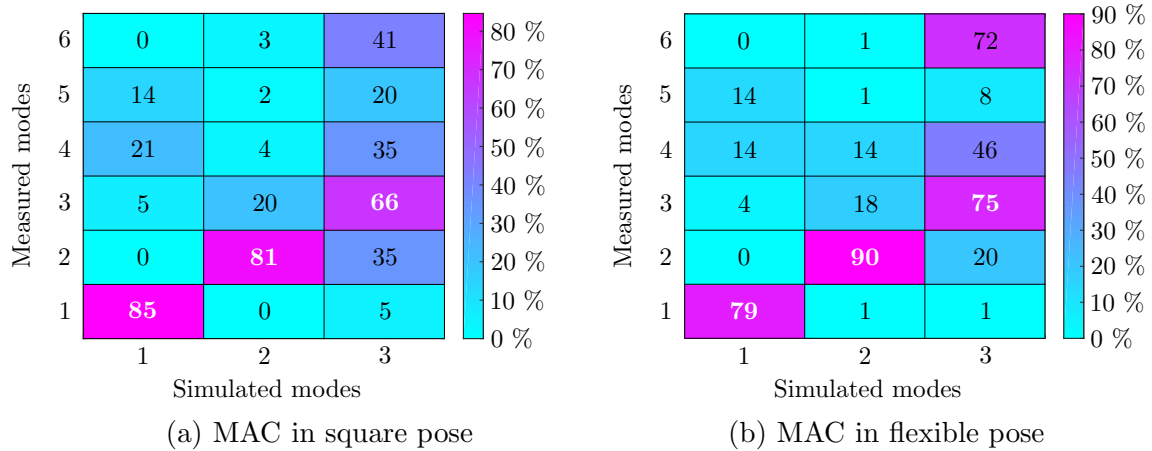 6 0 3 41
5 14 2 20
4 21 4 35
3 5 20 66
2 0 81 35
1 85 0 5
1 2 3
Measured modes
Simulated modes
80 %
70 %
60 %
50 %
40 %
30 %
20 %
10 %
0 %
(a) MAC in square pose
6 0 1 72
5 14 1 8
4 14 14 46
3 4 18 75
2 0 90 20
1 79 1 1
1 2 3
Measured modes
Simulated modes
90 %
80 %
70 %
60 %
50 %
40 %
30 %
20 %
10 %
0 %
(b) MAC in flexible pose